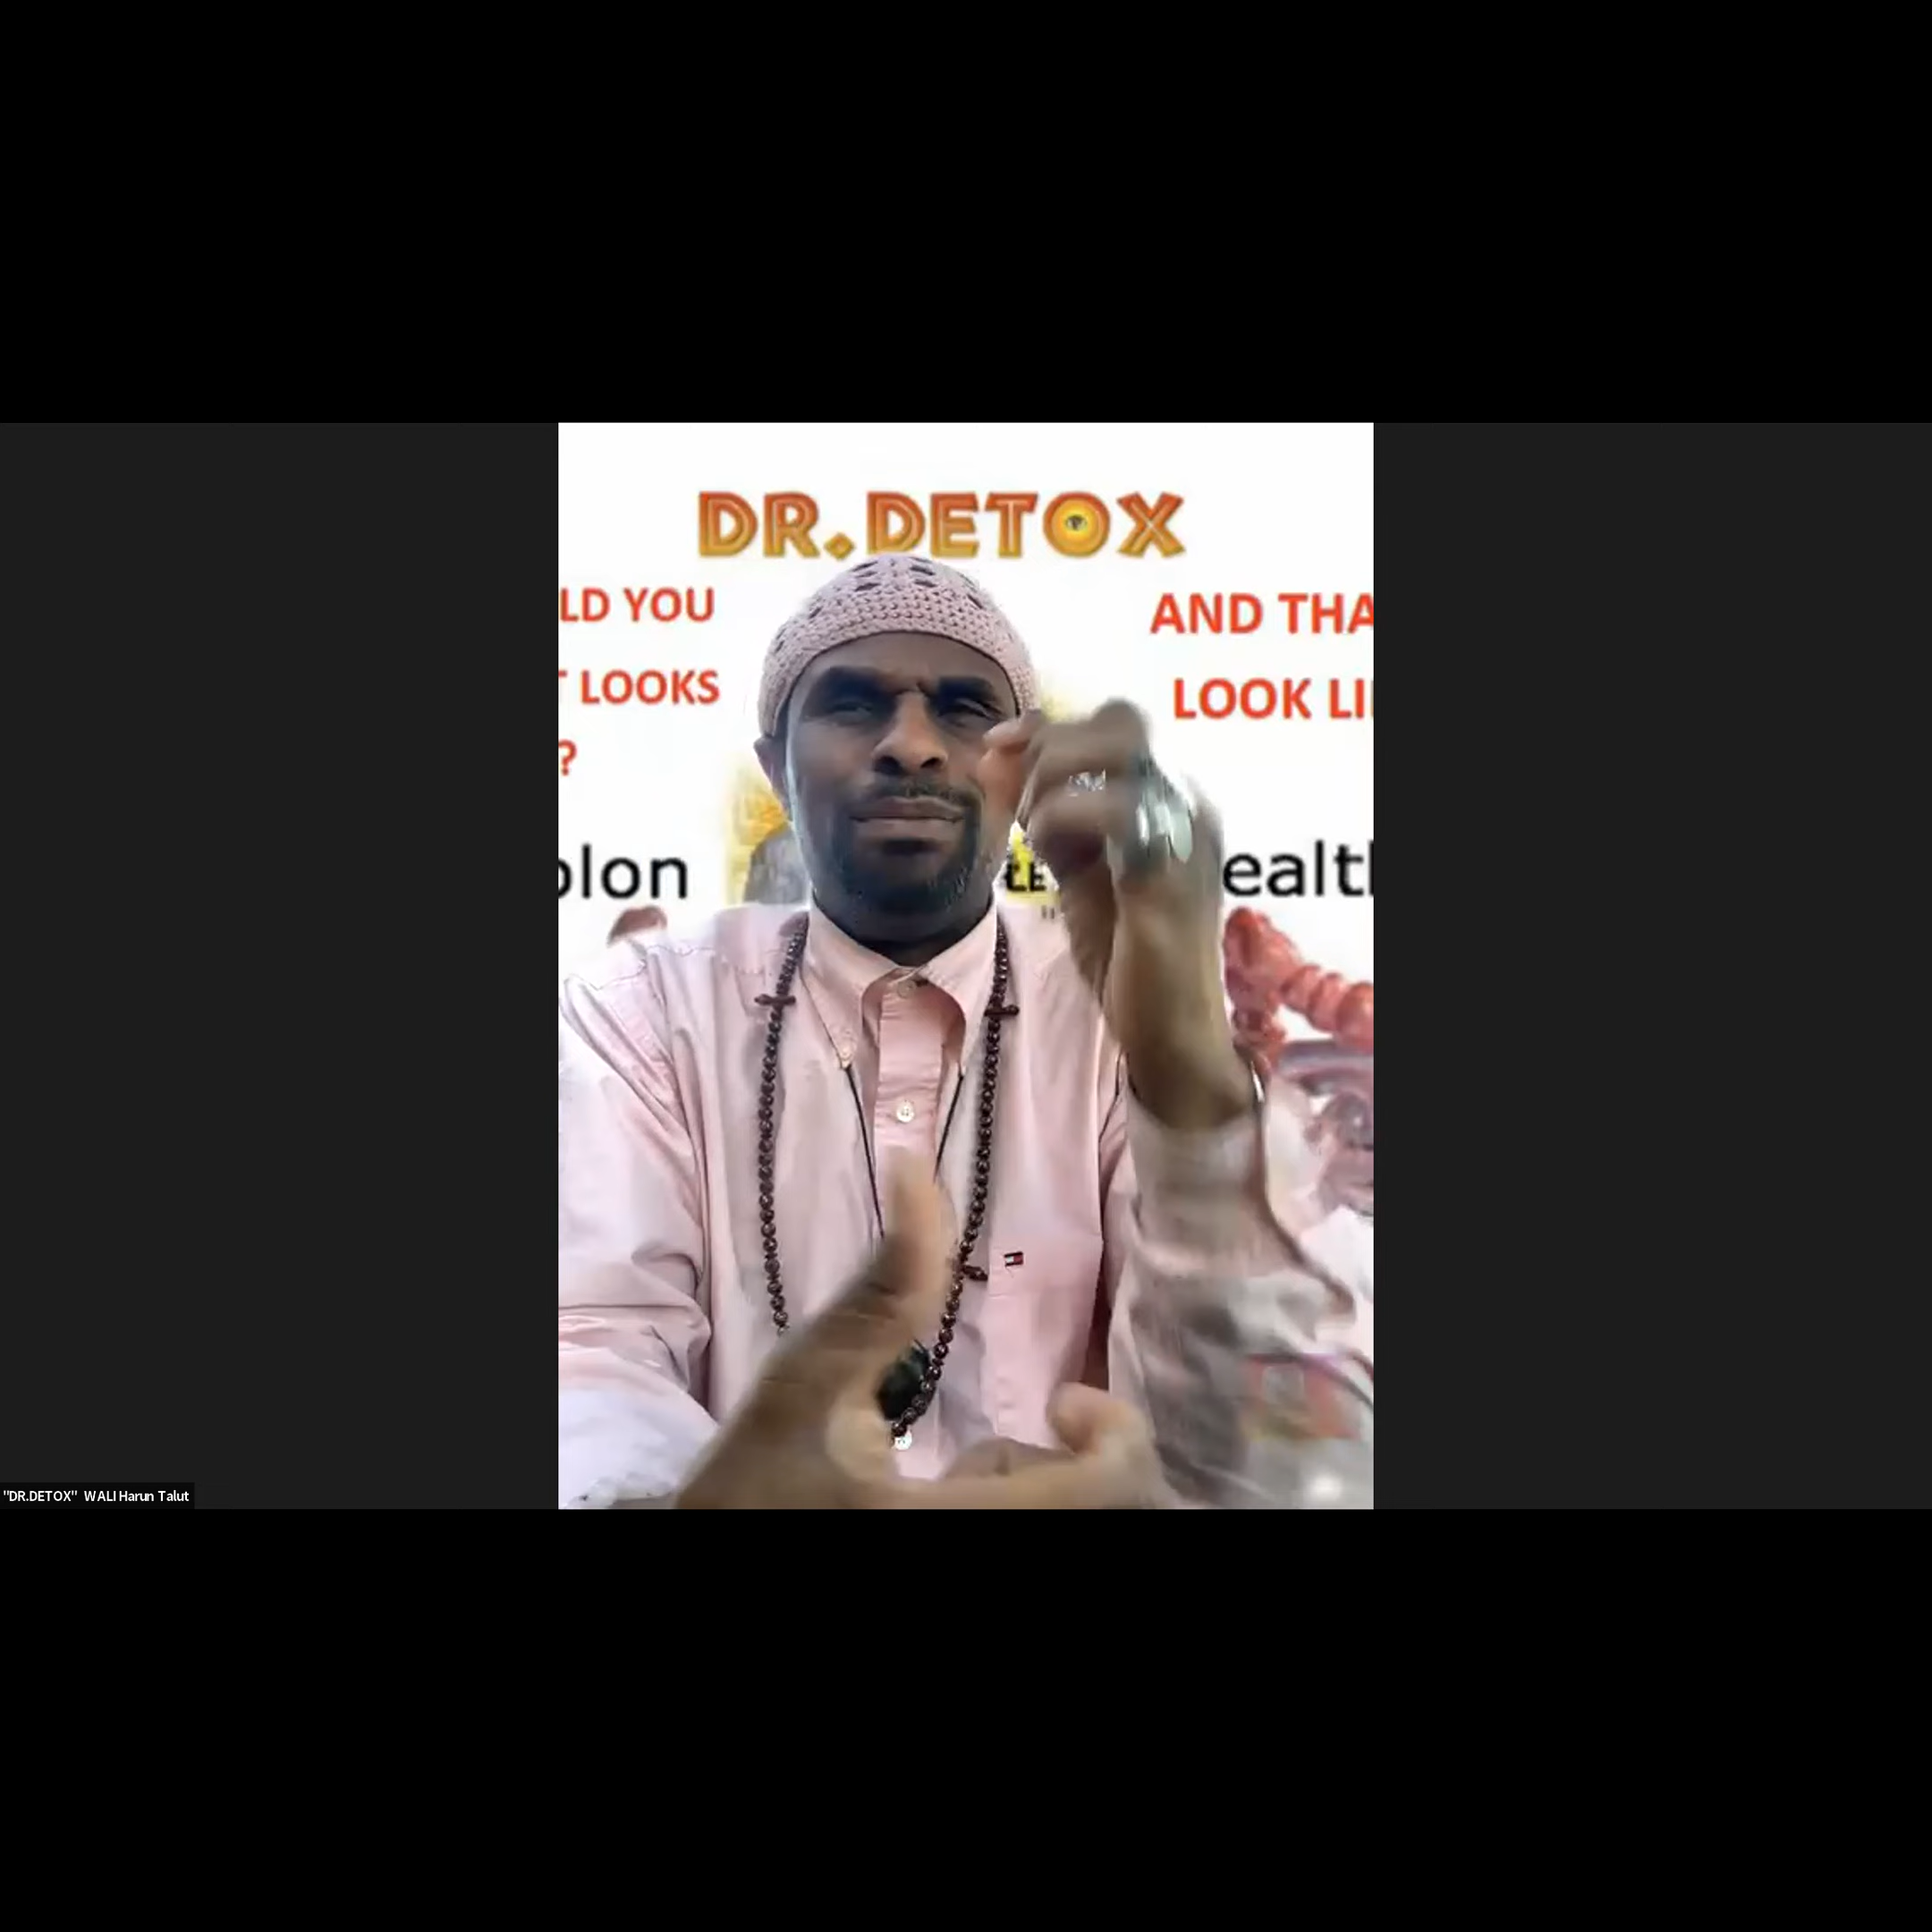 DR.DETOX
LD YOU
AND THA
LOOKS
LOOK LI
?
olon
ealth
"DR.DETOX" WALI Harun Talut